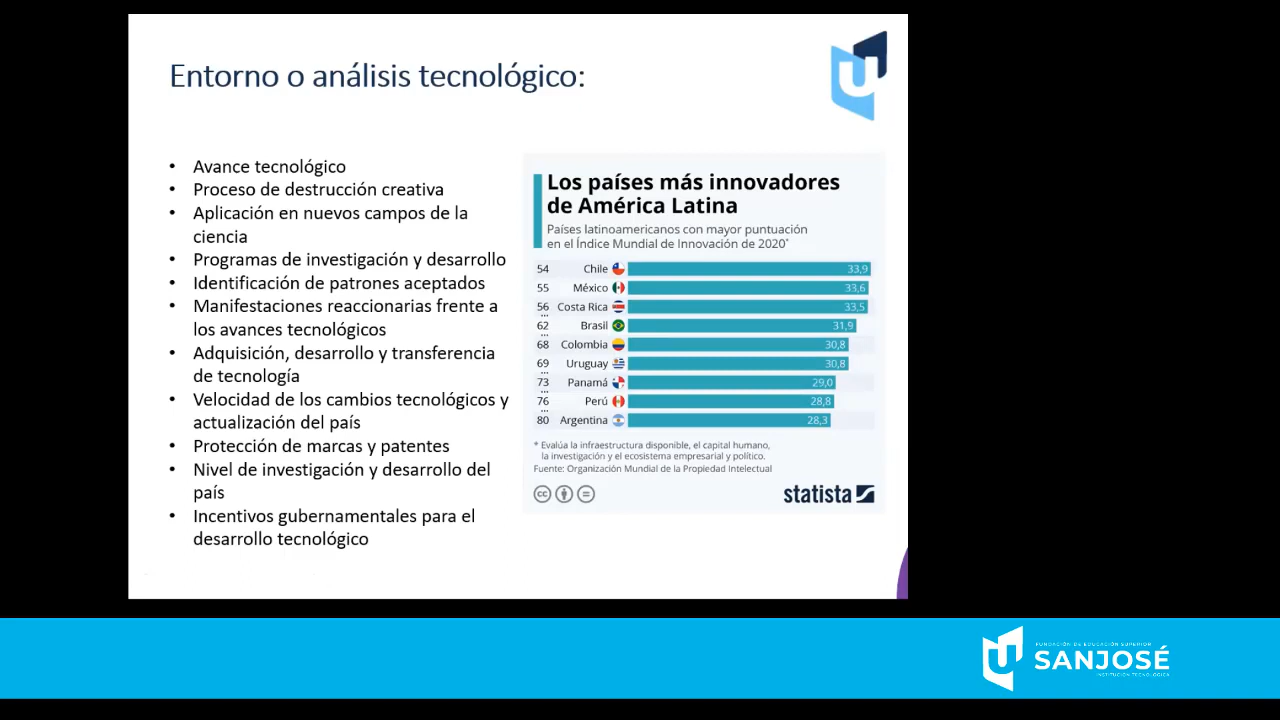 Entorno o análisis tecnológico:
• Avance tecnológico
• Proceso de destrucción creativa
• Aplicación en nuevos campos de la
ciencia
• Programas de investigación y desarrollo
• Identificación de patrones aceptados
• Manifestaciones reaccionarias frente a
los avances tecnológicos
• Adquisición, desarrollo y transferencia
de tecnología
• Velocidad de los cambios tecnológicos y
actualización del país
• Protección de marcas y patentes
• Nivel de investigación y desarrollo del
país
• Incentivos gubernamentales para el
desarrollo tecnológico
Los países más innovadores
de América Latina
Países latinoamericanos con mayor puntuación
en el Índice Mundial de Innovación de 2020*
54 Chile 33,9
55 México 33,6
56 Costa Rica 33,5
...
62 Brasil 31,9
...
68 Colombia 30,8
69 Uruguay 30,8
...
73 Panamá 29,0
...
76 Perú 28,8
...
80 Argentina 28,3
* Evalúa la infraestructura disponible, el capital humano,
la investigación y el ecosistema empresarial y político.
Fuente: Organización Mundial de la Propiedad Intelectual
cc
statista
FUNDACIÓN DE EDUCACIÓN SUPERIOR
SANJOSÉ
INSTITUCIÓN TECNOLÓGICA